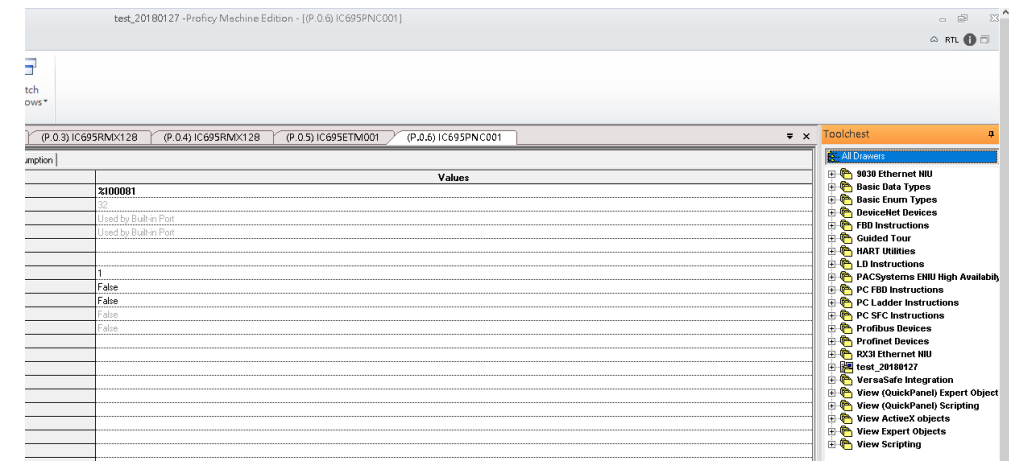 test_20180127 -Proficy Machine Edition - [(P.0.6) IC695PNC001]
RTL
tch
ows
(P.0.3) IC695RMX128 (P.0.4) IC695RMX128 (P.0.5) IC695ETM001 (P.0.6) IC695PNC001
umption
Values
%I00081
32
Used by Built-in Port
Used by Built-in Port
1
False
False
False
False
Toolchest
All Drawers
9030 Ethernet NIU
Basic Data Types
Basic Enum Types
DeviceNet Devices
FBD Instructions
Guided Tour
HART Utilities
LD Instructions
PACSystems ENIU High Availabily
PC FBD Instructions
PC Ladder Instructions
PC SFC Instructions
Profibus Devices
Profinet Devices
RX3I Ethernet NIU
test_20180127
VersaSafe Integration
View (QuickPanel) Expert Object
View (QuickPanel) Scripting
View ActiveX objects
View Expert Objects
View Scripting